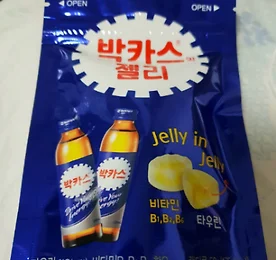 ◁OPEN OPEN▷
박카스
젤리
Jelly in
Jelly
박카스 박카스
비타민
B₁,B₂,B₆ 타우린